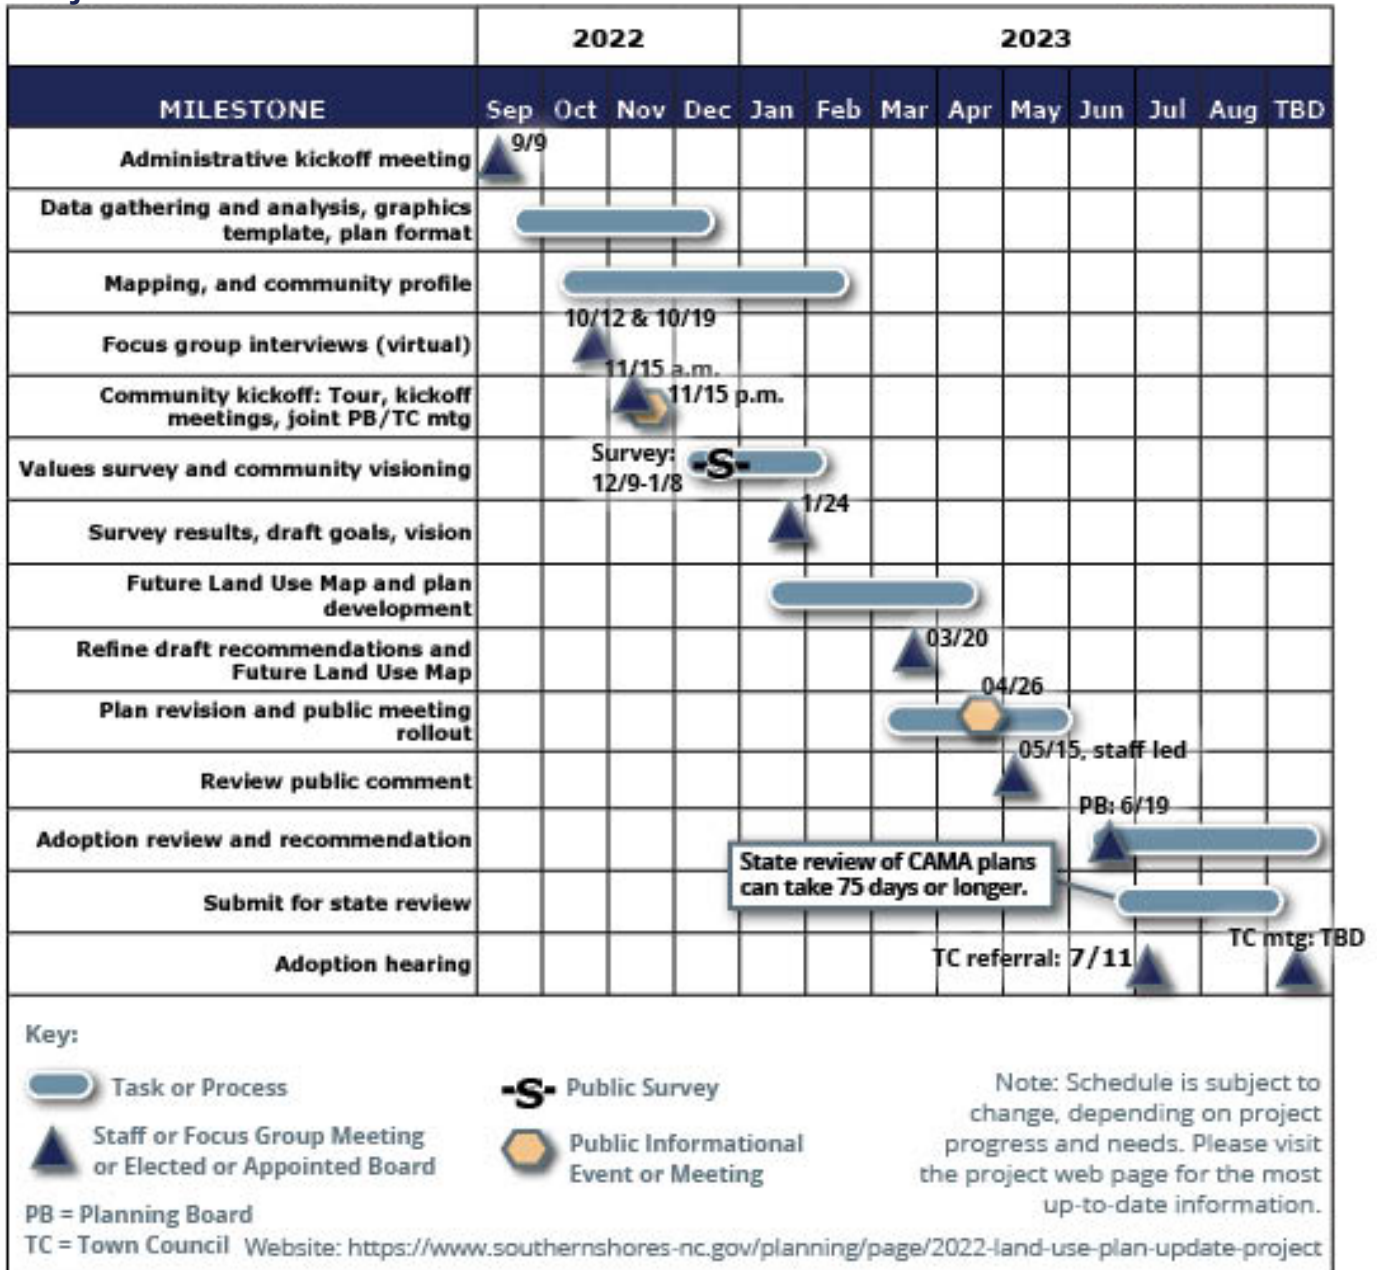 2022 2023
MILESTONE Sep Oct Nov Dec Jan Feb Mar Apr May Jun Jul Aug TBD
9/9
Administrative kickoff meeting
Data gathering and analysis, graphics
template, plan format
Mapping, and community profile
10/12 & 10/19
Focus group interviews (virtual)
11/15 a.m.
Community kickoff: Tour, kickoff
meetings, joint PB/TC mtg
11/15 p.m.
Values survey and community visioning
Survey:
12/9-1/8
-S-
1/24
Survey results, draft goals, vision
Future Land Use Map and plan
development
03/20
Refine draft recommendations and
Future Land Use Map
04/26
Plan revision and public meeting
rollout
05/15, staff led
Review public comment
PB: 6/19
Adoption review and recommendation
State review of CAMA plans
can take 75 days or longer.
Submit for state review
TC mtg: TBD
Adoption hearing
TC referral: 7/11
Key:
Task or Process
-S- Public Survey
Staff or Focus Group Meeting
or Elected or Appointed Board
Public Informational
Event or Meeting
Note: Schedule is subject to
change, depending on project
progress and needs. Please visit
the project web page for the most
up-to-date information.
PB = Planning Board
TC = Town Council Website: https://www.southernshores-nc.gov/planning/page/2022-land-use-plan-update-project